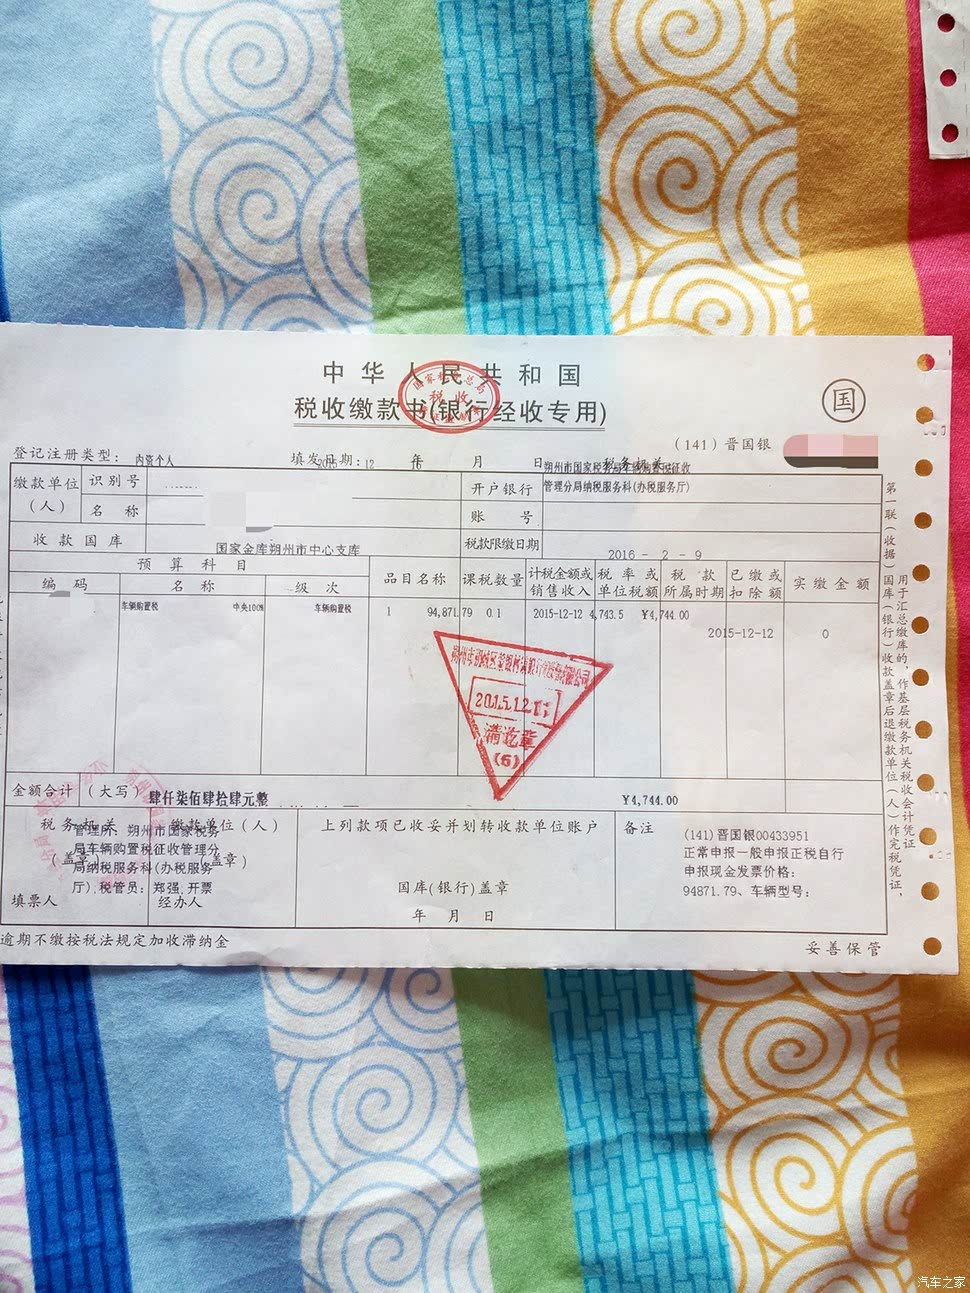 中华人民共和国
税收缴款书(银行经收专用)
国
(141)晋国银
登记注册类型: 内资个人
填发日期: 12 年 月 日 税务机关
缴款单位(人)
识别号
名称
收款国库 国家金库朔州市中心支库
开户银行
管理分局纳税服务科(办税服务厅)
账号
税款限缴日期 2016 - 2 - 9
预算科目
编码 名称 级次 品目名称 课税数量 计税金额或销售收入 税率或单位税额 税款所属时期 已缴或扣除额 实缴金额
车辆购置税 中央100% 车辆购置税 1 94,871.79 0.1 2015-12-12 4,743.5 ¥4,744.00
2015-12-12 0
清讫章
(6)
金额合计 (大写) 肆仟柒佰肆拾肆元整 ¥4,744.00
税务机关
(盖章)
填票人
缴款单位(人)
(盖章)
经办人
管理所: 朔州市国家税务
局车辆购置税征收管理分
局纳税服务科(办税服务
厅),税管员: 郑强,开票
上列款项已收妥并划转收款单位账户
国库(银行)盖章
年 月 日
备注
(141)晋国银00433951
正常申报一般申报正税自行
申报现金发票价格:
94871.79、车辆型号:
逾期不缴按税法规定加收滞纳金
妥善保管
第一联(收据)国库(银行)收款盖章后退缴款单位(人)作完税凭证,
用于汇总缴库的,作基层税务机关税收会计凭证
汽车之家